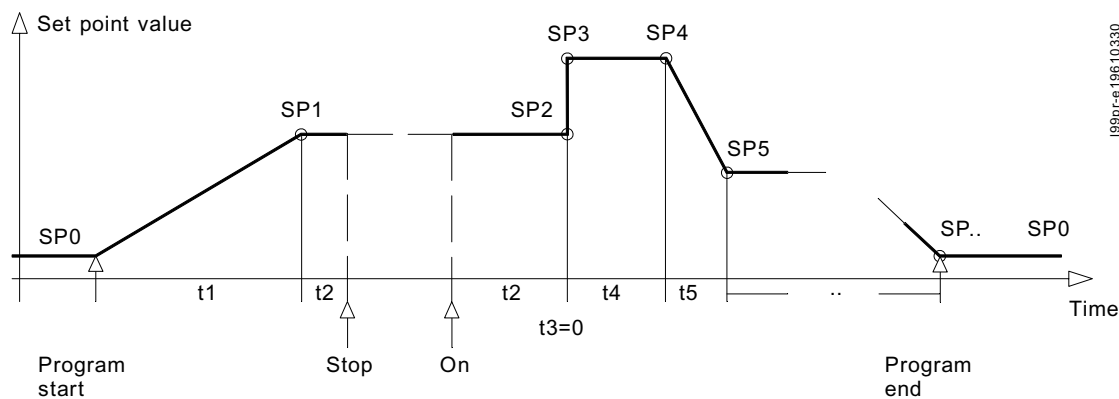 Set point value
SP3
SP4
SP1
SP2
SP5
SP0
SP..
SP0
t1
t2
t2
t4
t5
..
Time
t3=0
Program
start
Stop
On
Program
end
l99pr-e19610330